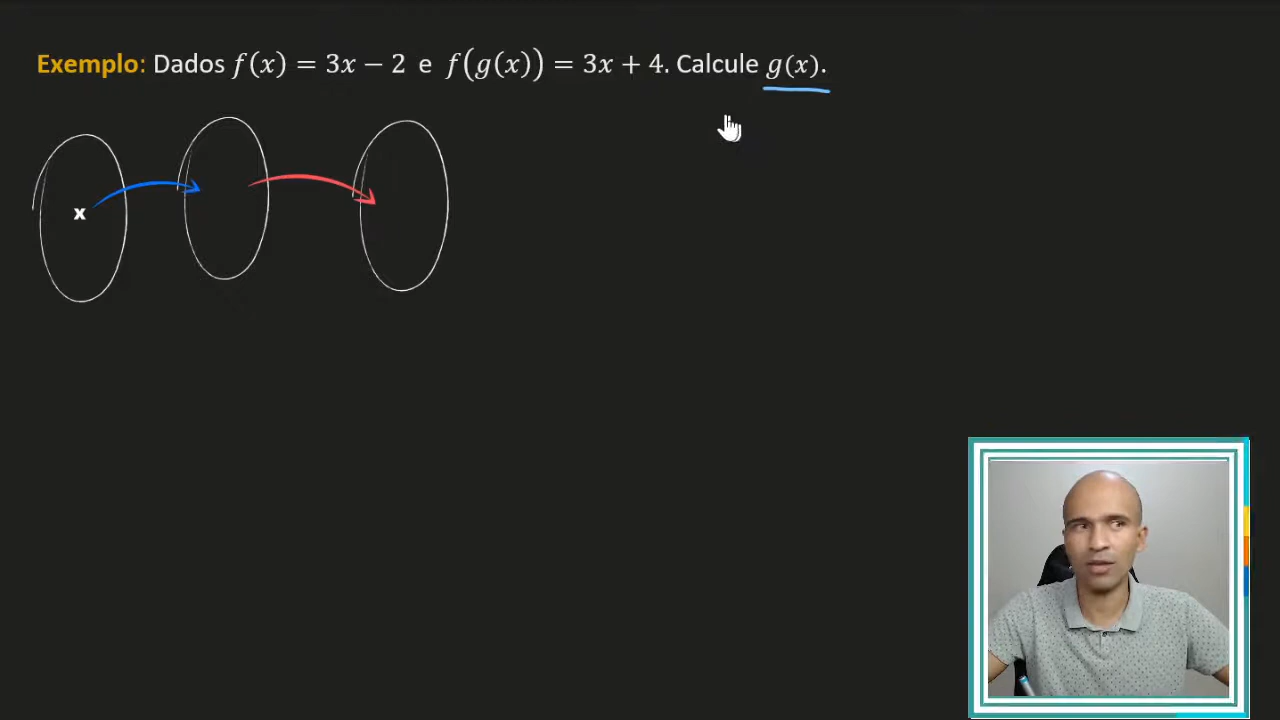 Exemplo: Dados f(x) = 3x − 2 e f(g(x)) = 3x + 4. Calcule g(x).
x